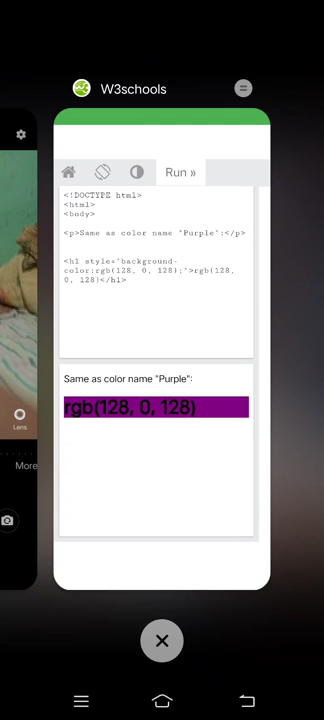 W3schools
Run »
<!DOCTYPE html>
<html>
<body>
<p>Same as color name "Purple":</p>
<h1 style="background-
color:rgb(128, 0, 128);">rgb(128,
0, 128)</h1>
Same as color name "Purple":
rgb(128, 0, 128)
Lens
More